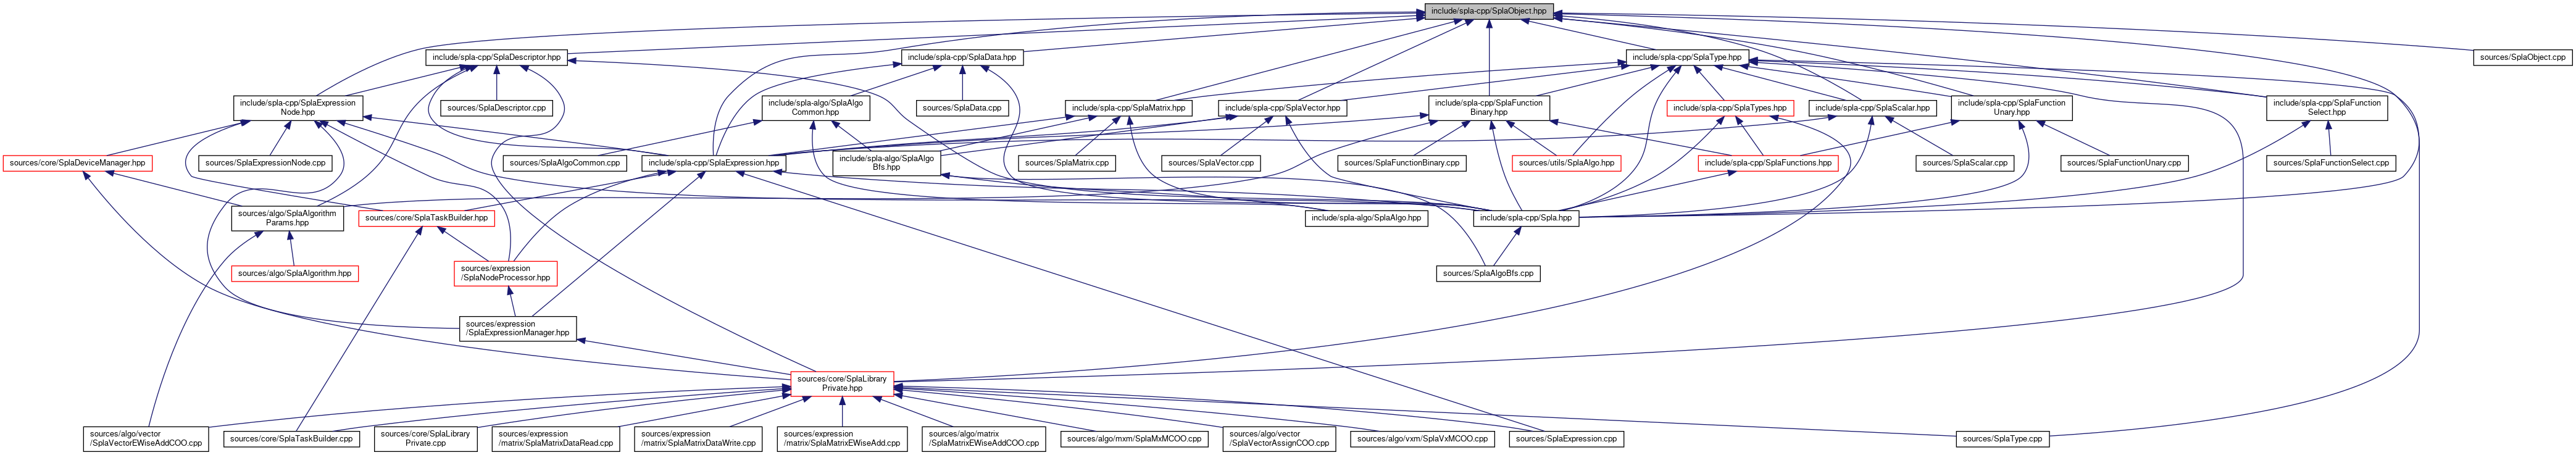 include/spla-cpp/SplaObject.hpp
include/spla-cpp/SplaDescriptor.hpp
include/spla-cpp/SplaData.hpp
include/spla-cpp/SplaType.hpp
sources/SplaObject.cpp
include/spla-cpp/SplaExpression
Node.hpp
sources/SplaDescriptor.cpp
include/spla-algo/SplaAlgo
Common.hpp
sources/SplaData.cpp
include/spla-cpp/SplaMatrix.hpp
include/spla-cpp/SplaVector.hpp
include/spla-cpp/SplaFunction
Binary.hpp
include/spla-cpp/SplaTypes.hpp
include/spla-cpp/SplaScalar.hpp
include/spla-cpp/SplaFunction
Unary.hpp
include/spla-cpp/SplaFunction
Select.hpp
sources/core/SplaDeviceManager.hpp
sources/SplaExpressionNode.cpp
sources/SplaAlgoCommon.cpp
include/spla-cpp/SplaExpression.hpp
include/spla-algo/SplaAlgo
Bfs.hpp
sources/SplaMatrix.cpp
sources/SplaVector.cpp
sources/SplaFunctionBinary.cpp
sources/utils/SplaAlgo.hpp
include/spla-cpp/SplaFunctions.hpp
sources/SplaScalar.cpp
sources/SplaFunctionUnary.cpp
sources/SplaFunctionSelect.cpp
sources/algo/SplaAlgorithm
Params.hpp
sources/core/SplaTaskBuilder.hpp
include/spla-algo/SplaAlgo.hpp
include/spla-cpp/Spla.hpp
sources/algo/SplaAlgorithm.hpp
sources/expression
/SplaNodeProcessor.hpp
sources/SplaAlgoBfs.cpp
sources/expression
/SplaExpressionManager.hpp
sources/core/SplaLibrary
Private.hpp
sources/algo/vector
/SplaVectorEWiseAddCOO.cpp
sources/core/SplaTaskBuilder.cpp
sources/core/SplaLibrary
Private.cpp
sources/expression
/matrix/SplaMatrixDataRead.cpp
sources/expression
/matrix/SplaMatrixDataWrite.cpp
sources/expression
/matrix/SplaMatrixEWiseAdd.cpp
sources/algo/matrix
/SplaMatrixEWiseAddCOO.cpp
sources/algo/mxm/SplaMxMCOO.cpp
sources/algo/vector
/SplaVectorAssignCOO.cpp
sources/algo/vxm/SplaVxMCOO.cpp
sources/SplaExpression.cpp
sources/SplaType.cpp